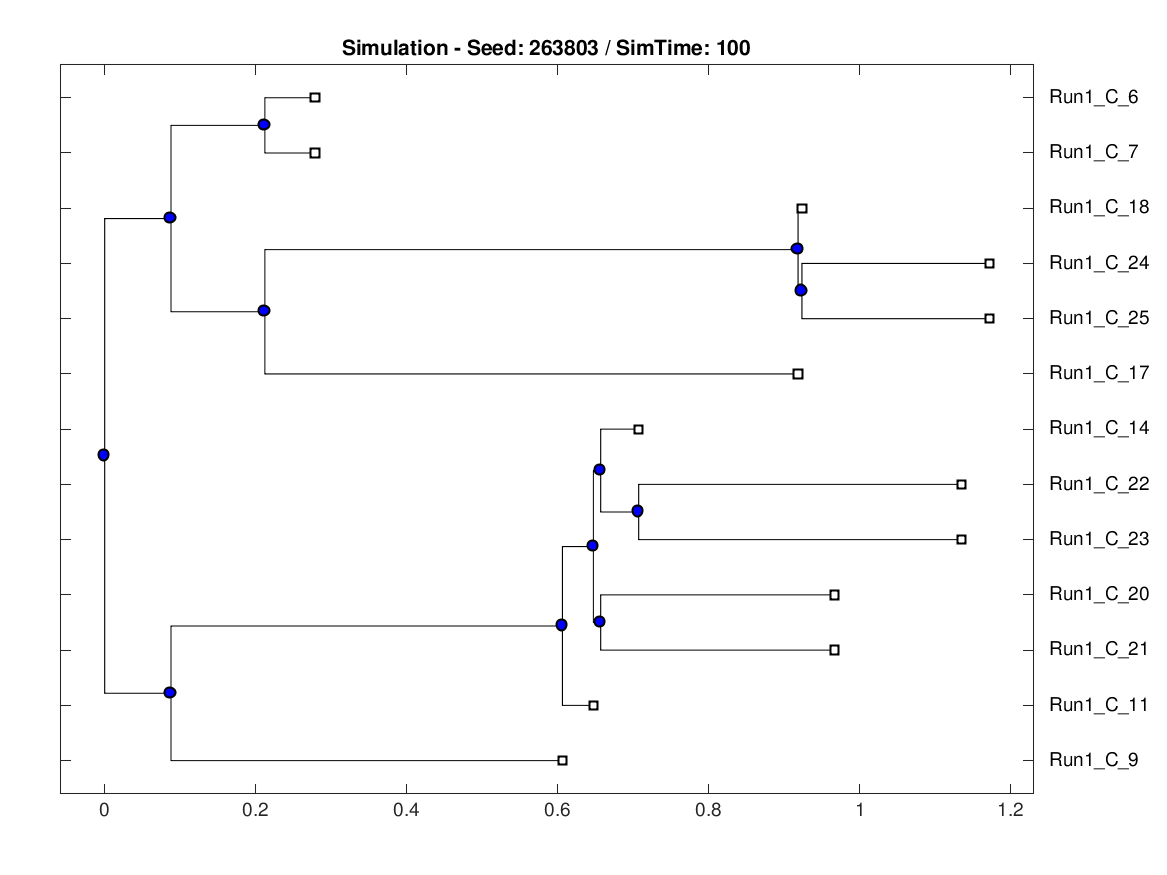 Simulation - Seed: 263803 / SimTime: 100
Run1_C_6
Run1_C_7
Run1_C_18
Run1_C_24
Run1_C_25
Run1_C_17
Run1_C_14
Run1_C_22
Run1_C_23
Run1_C_20
Run1_C_21
Run1_C_11
Run1_C_9
0 0.2 0.4 0.6 0.8 1 1.2